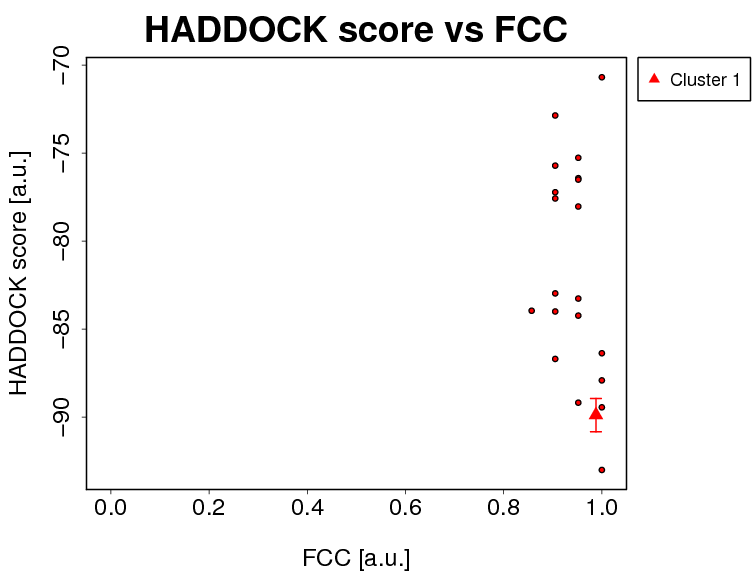 HADDOCK score vs FCC
Cluster 1
HADDOCK score [a.u.]
−70
−75
−80
−85
−90
0.0 0.2 0.4 0.6 0.8 1.0
FCC [a.u.]